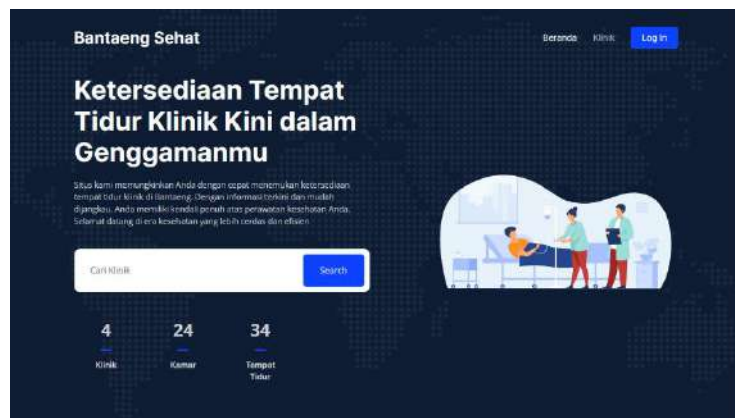 Bantaeng Sehat
Beranda Klinik Log In
Ketersediaan Tempat
Tidur Klinik Kini dalam
Genggamanmu
Situs kami memungkinkan Anda dengan cepat menemukan ketersediaan
tempat tidur klinik di Bantaeng. Dengan informasi terkini dan mudah
dijangkau, Anda memiliki kendali penuh atas perawatan kesehatan Anda.
Selamat datang di era kesehatan yang lebih cerdas dan efisien
Cari Klinik
Search
4 24 34
Klinik Kamar Tempat
Tidur